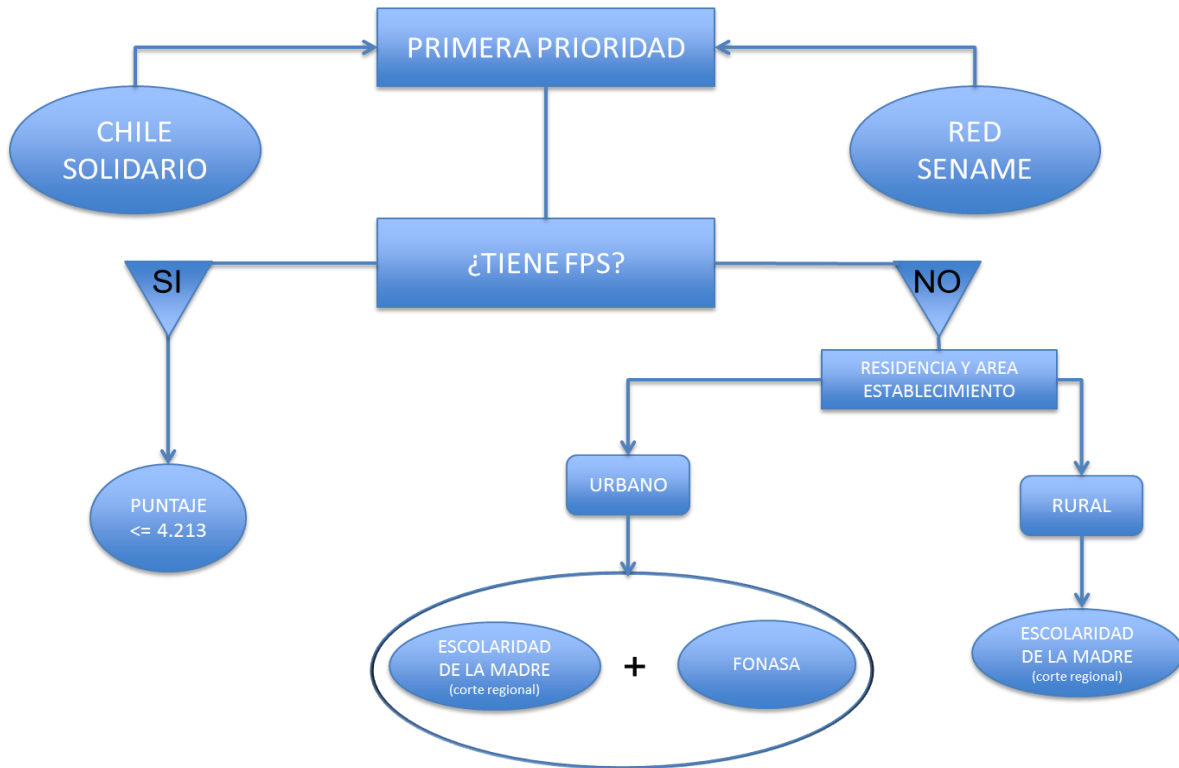 PRIMERA PRIORIDAD
CHILE
SOLIDARIO
RED
SENAME
¿TIENE FPS?
SI
NO
RESIDENCIA Y AREA
ESTABLECIMIENTO
URBANO
RURAL
PUNTAJE
<= 4.213
ESCOLARIDAD
DE LA MADRE
(corte regional)
+
FONASA
ESCOLARIDAD
DE LA MADRE
(corte regional)